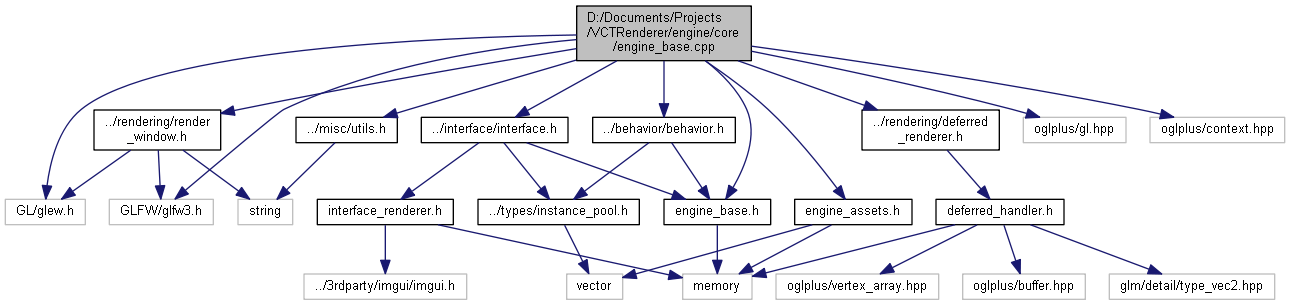 D:/Documents/Projects
/VCTRenderer/engine/core
/engine_base.cpp
../rendering/render
_window.h
../misc/utils.h
../interface/interface.h
../behavior/behavior.h
../rendering/deferred
_renderer.h
oglplus/gl.hpp
oglplus/context.hpp
GL/glew.h
GLFW/glfw3.h
string
interface_renderer.h
../types/instance_pool.h
engine_base.h
engine_assets.h
deferred_handler.h
../3rdparty/imgui/imgui.h
vector
memory
oglplus/vertex_array.hpp
oglplus/buffer.hpp
glm/detail/type_vec2.hpp